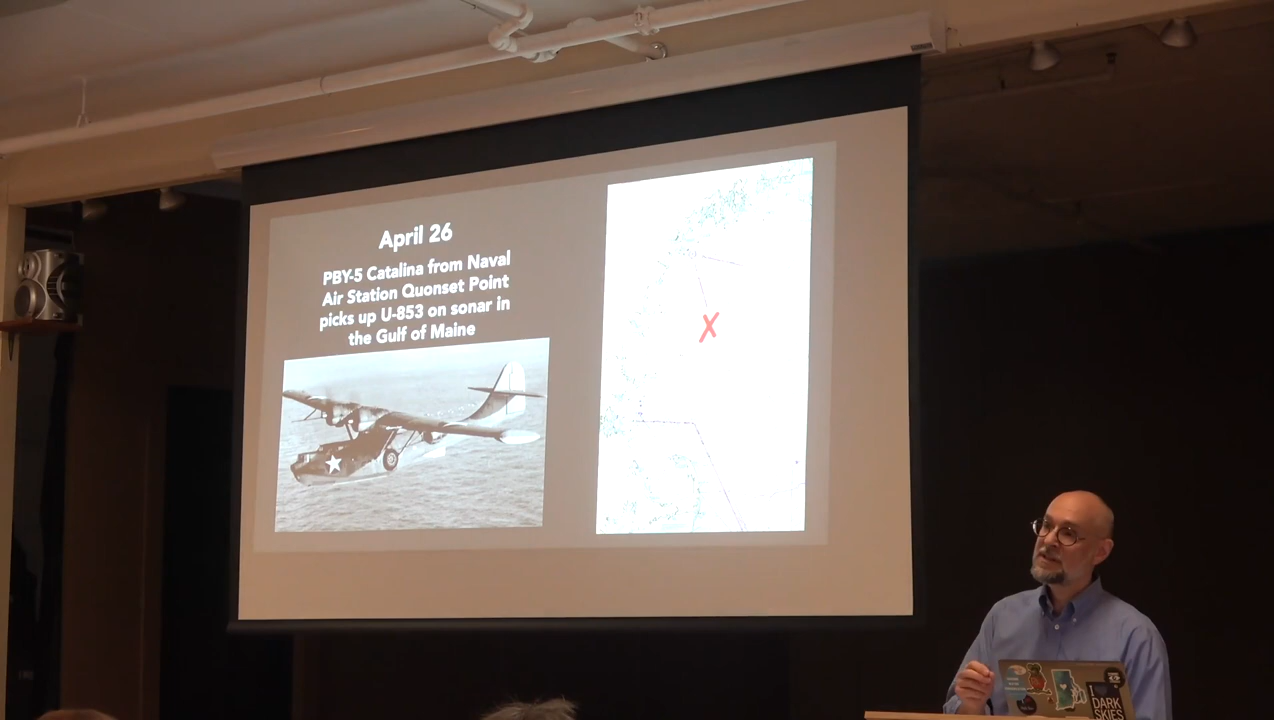 April 26
PBY-5 Catalina from Naval
Air Station Quonset Point
picks up U-853 on sonar in
the Gulf of Maine
X
I
DARK
SKIES